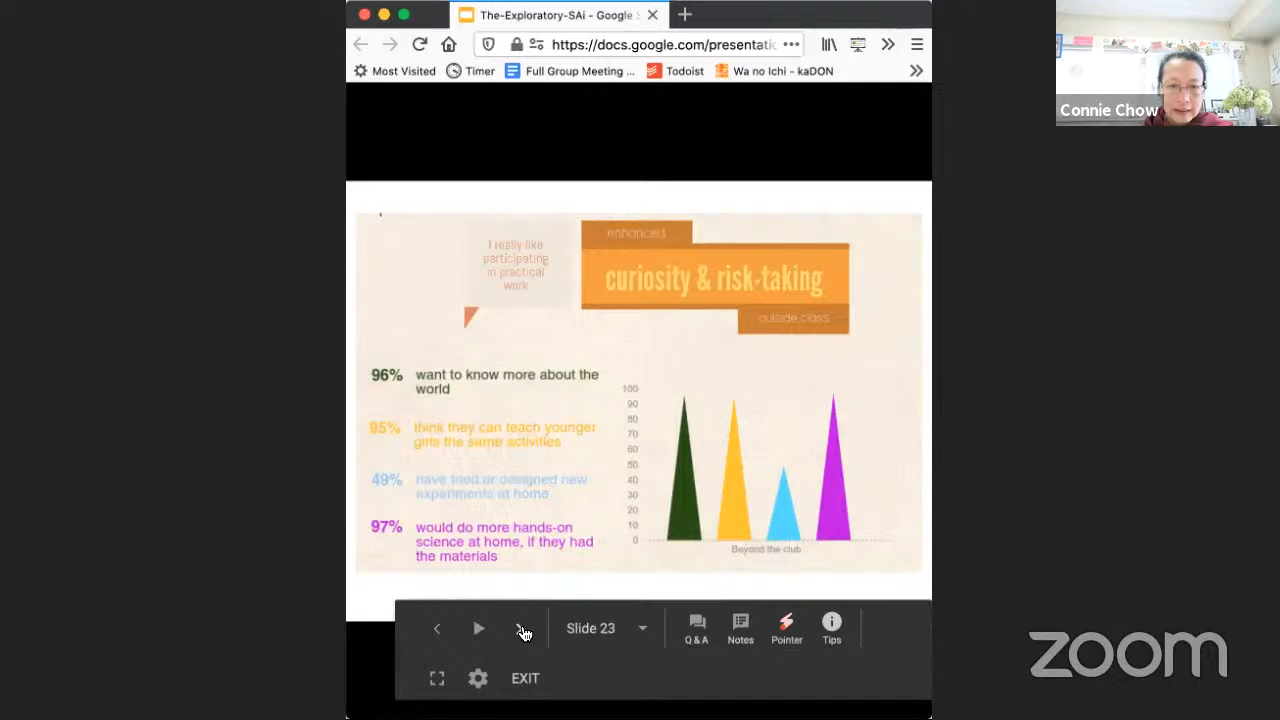 The-Exploratory-SAi - Google
https://docs.google.com/presentatic
Most Visited
Timer
Full Group Meeting ...
Todoist
Wa no Ichi - kaDON
Connie Chow
I really like
participating
in practical
work
enhanced
curiosity & risk-taking
outside class
96% want to know more about the
world
95% think they can teach younger
girls the same activities
49% have tried or designed new
experiments at home
97% would do more hands-on
science at home, if they had
the materials
100
90
80
70
60
50
40
30
20
10
0
Beyond the club
Slide 23
Q & A
Notes
Pointer
Tips
EXIT
zoom